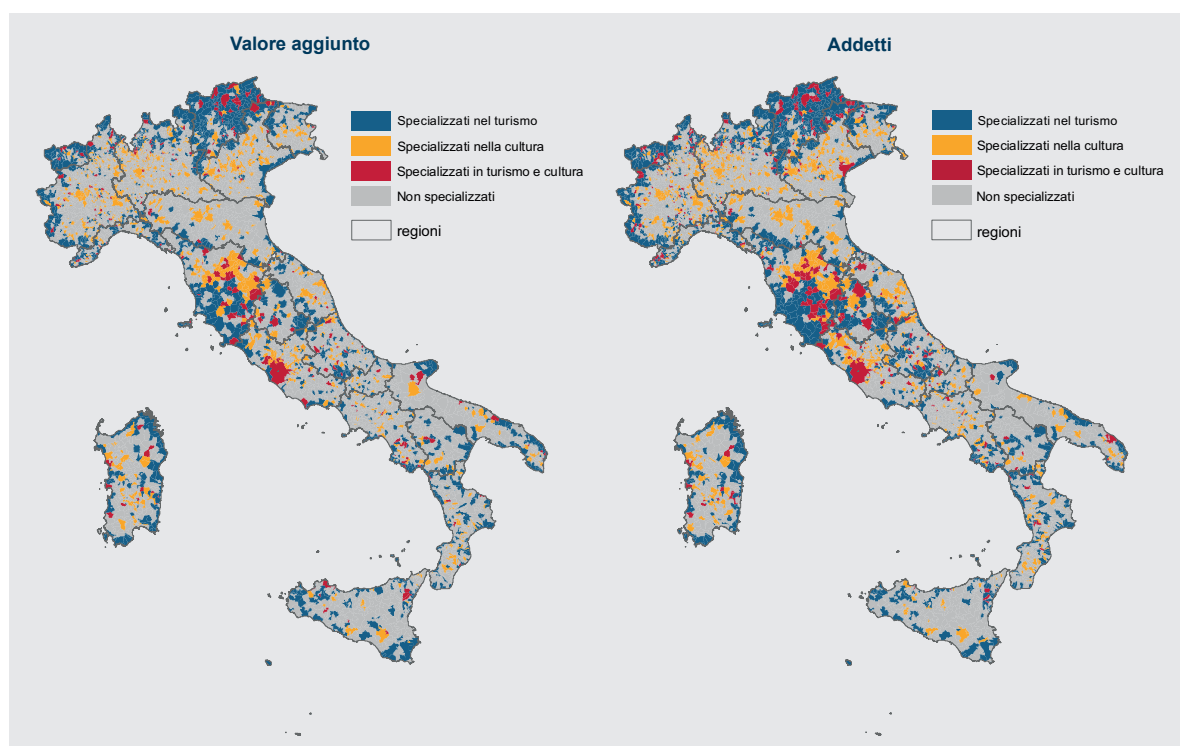 Valore aggiunto
Specializzati nel turismo
Specializzati nella cultura
Specializzati in turismo e cultura
Non specializzati
regioni
Addetti
Specializzati nel turismo
Specializzati nella cultura
Specializzati in turismo e cultura
Non specializzati
regioni